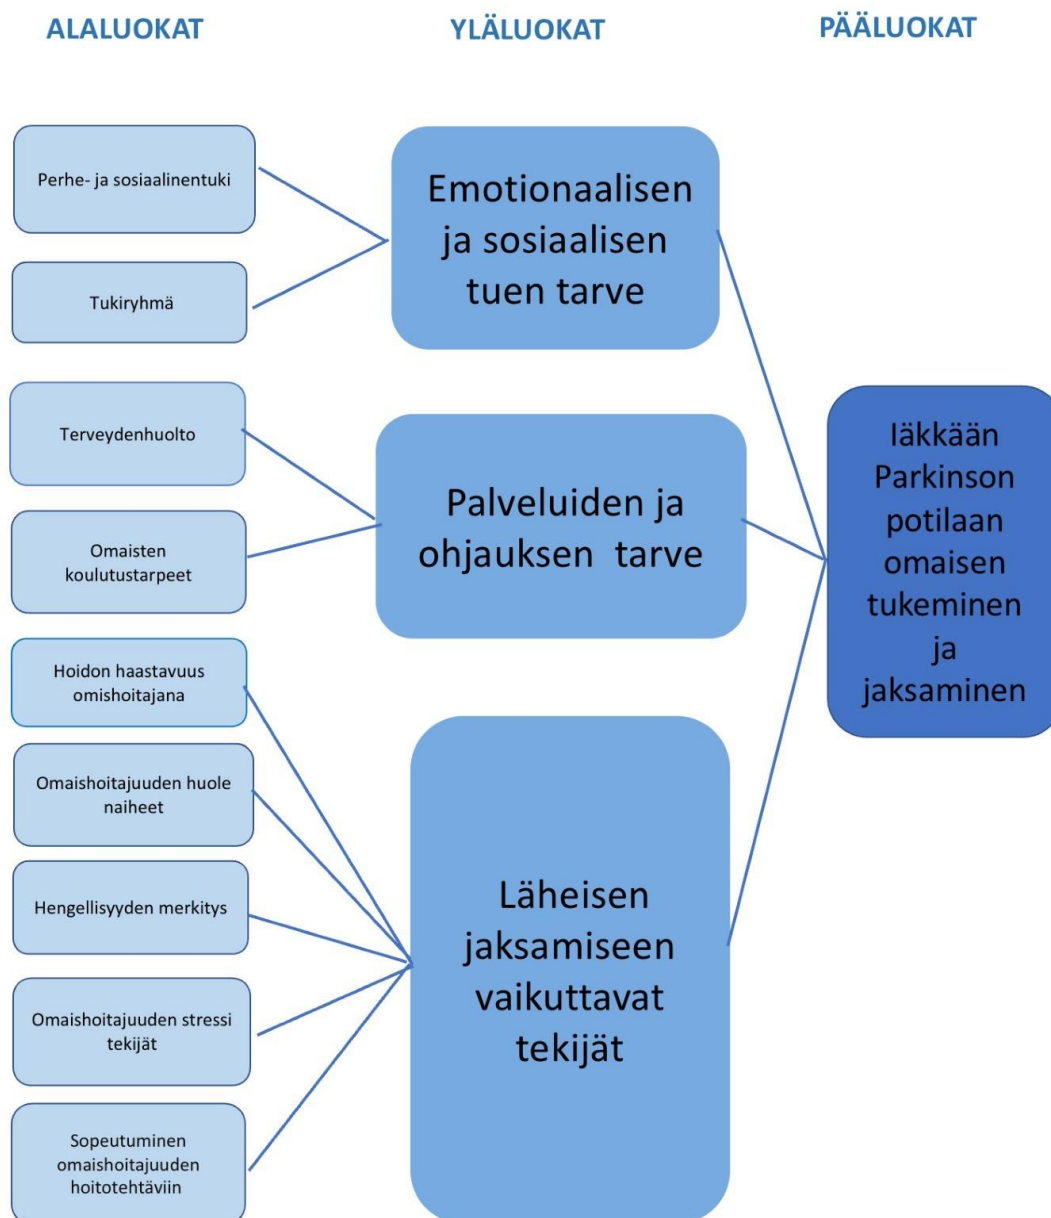 ALALUOKAT
YLÄLUOKAT
PÄÄLUOKAT
Perhe- ja sosiaalinentuki
Tukiryhmä
Terveydenhuolto
Omaisten
koulutustarpeet
Hoidon haastavuus
omishoitajana
Omaishoitajuuden huole
naiheet
Hengellisyyden merkitys
Omaishoitajuuden stressi
tekijät
Sopeutuminen
omaishoitajuuden
hoitotehtäviin
Emotionaalisen
ja sosiaalisen
tuen tarve
Palveluiden ja
ohjauksen tarve
Läheisen
jaksamiseen
vaikuttavat
tekijät
Iäkkään
Parkinson
potilaan
omaisen
tukeminen
ja
jaksaminen